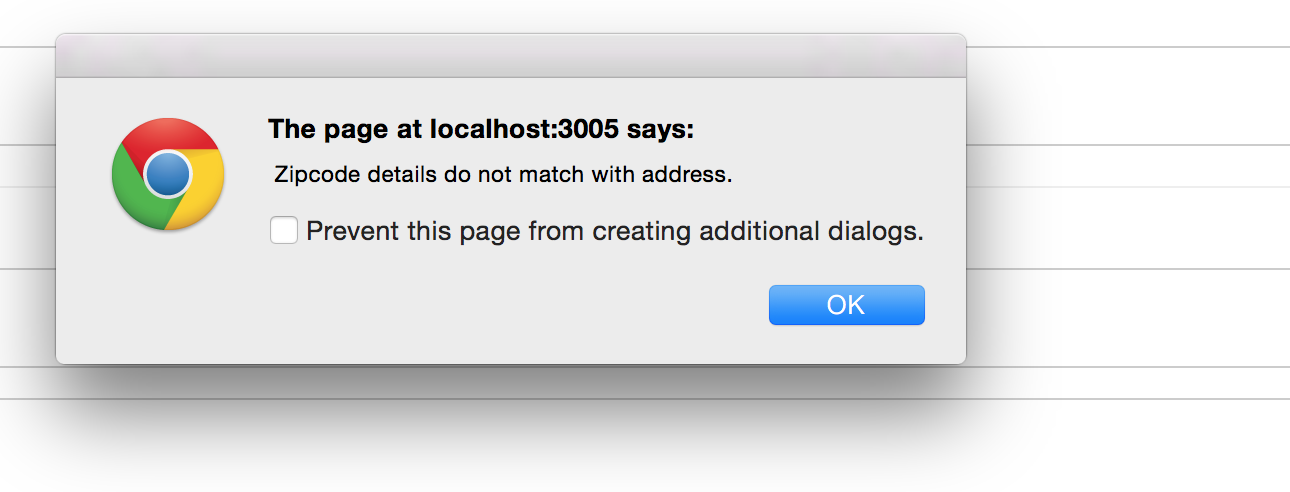 The page at localhost:3005 says:
Zipcode details do not match with address.
Prevent this page from creating additional dialogs.
OK